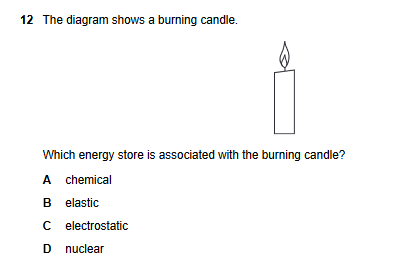 12 The diagram shows a burning candle.
Which energy store is associated with the burning candle?
A chemical
B elastic
C electrostatic
D nuclear